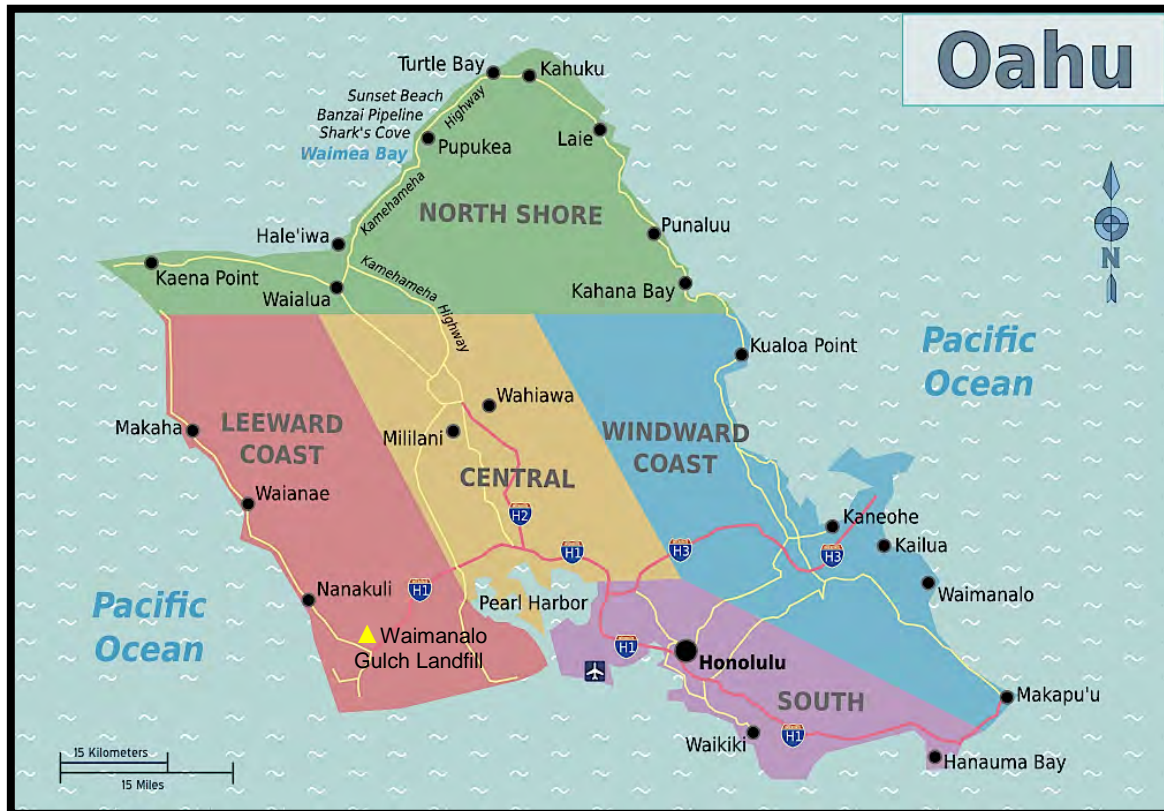 Oahu
Turtle Bay
Kahuku
Sunset Beach
Banzai Pipeline
Shark's Cove
Waimea Bay
Highway
Pupukea
Laie
Kamehameha
NORTH SHORE
Punaluu
Hale'iwa
Kaena Point
Waialua
Kamehameha Highway
Kahana Bay
N
Kualoa Point
Pacific
Ocean
Wahiawa
Makaha
LEEWARD
COAST
Mililani
WINDWARD
COAST
CENTRAL
Waianae
H2
H1
H3
H3
Kaneohe
Kailua
Nanakuli
H1
Pearl Harbor
Waimanalo
Pacific
Ocean
Waimanalo
Gulch Landfill
H1
Honolulu
SOUTH
Makapu'u
Waikiki
H1
Hanauma Bay
15 Kilometers
15 Miles